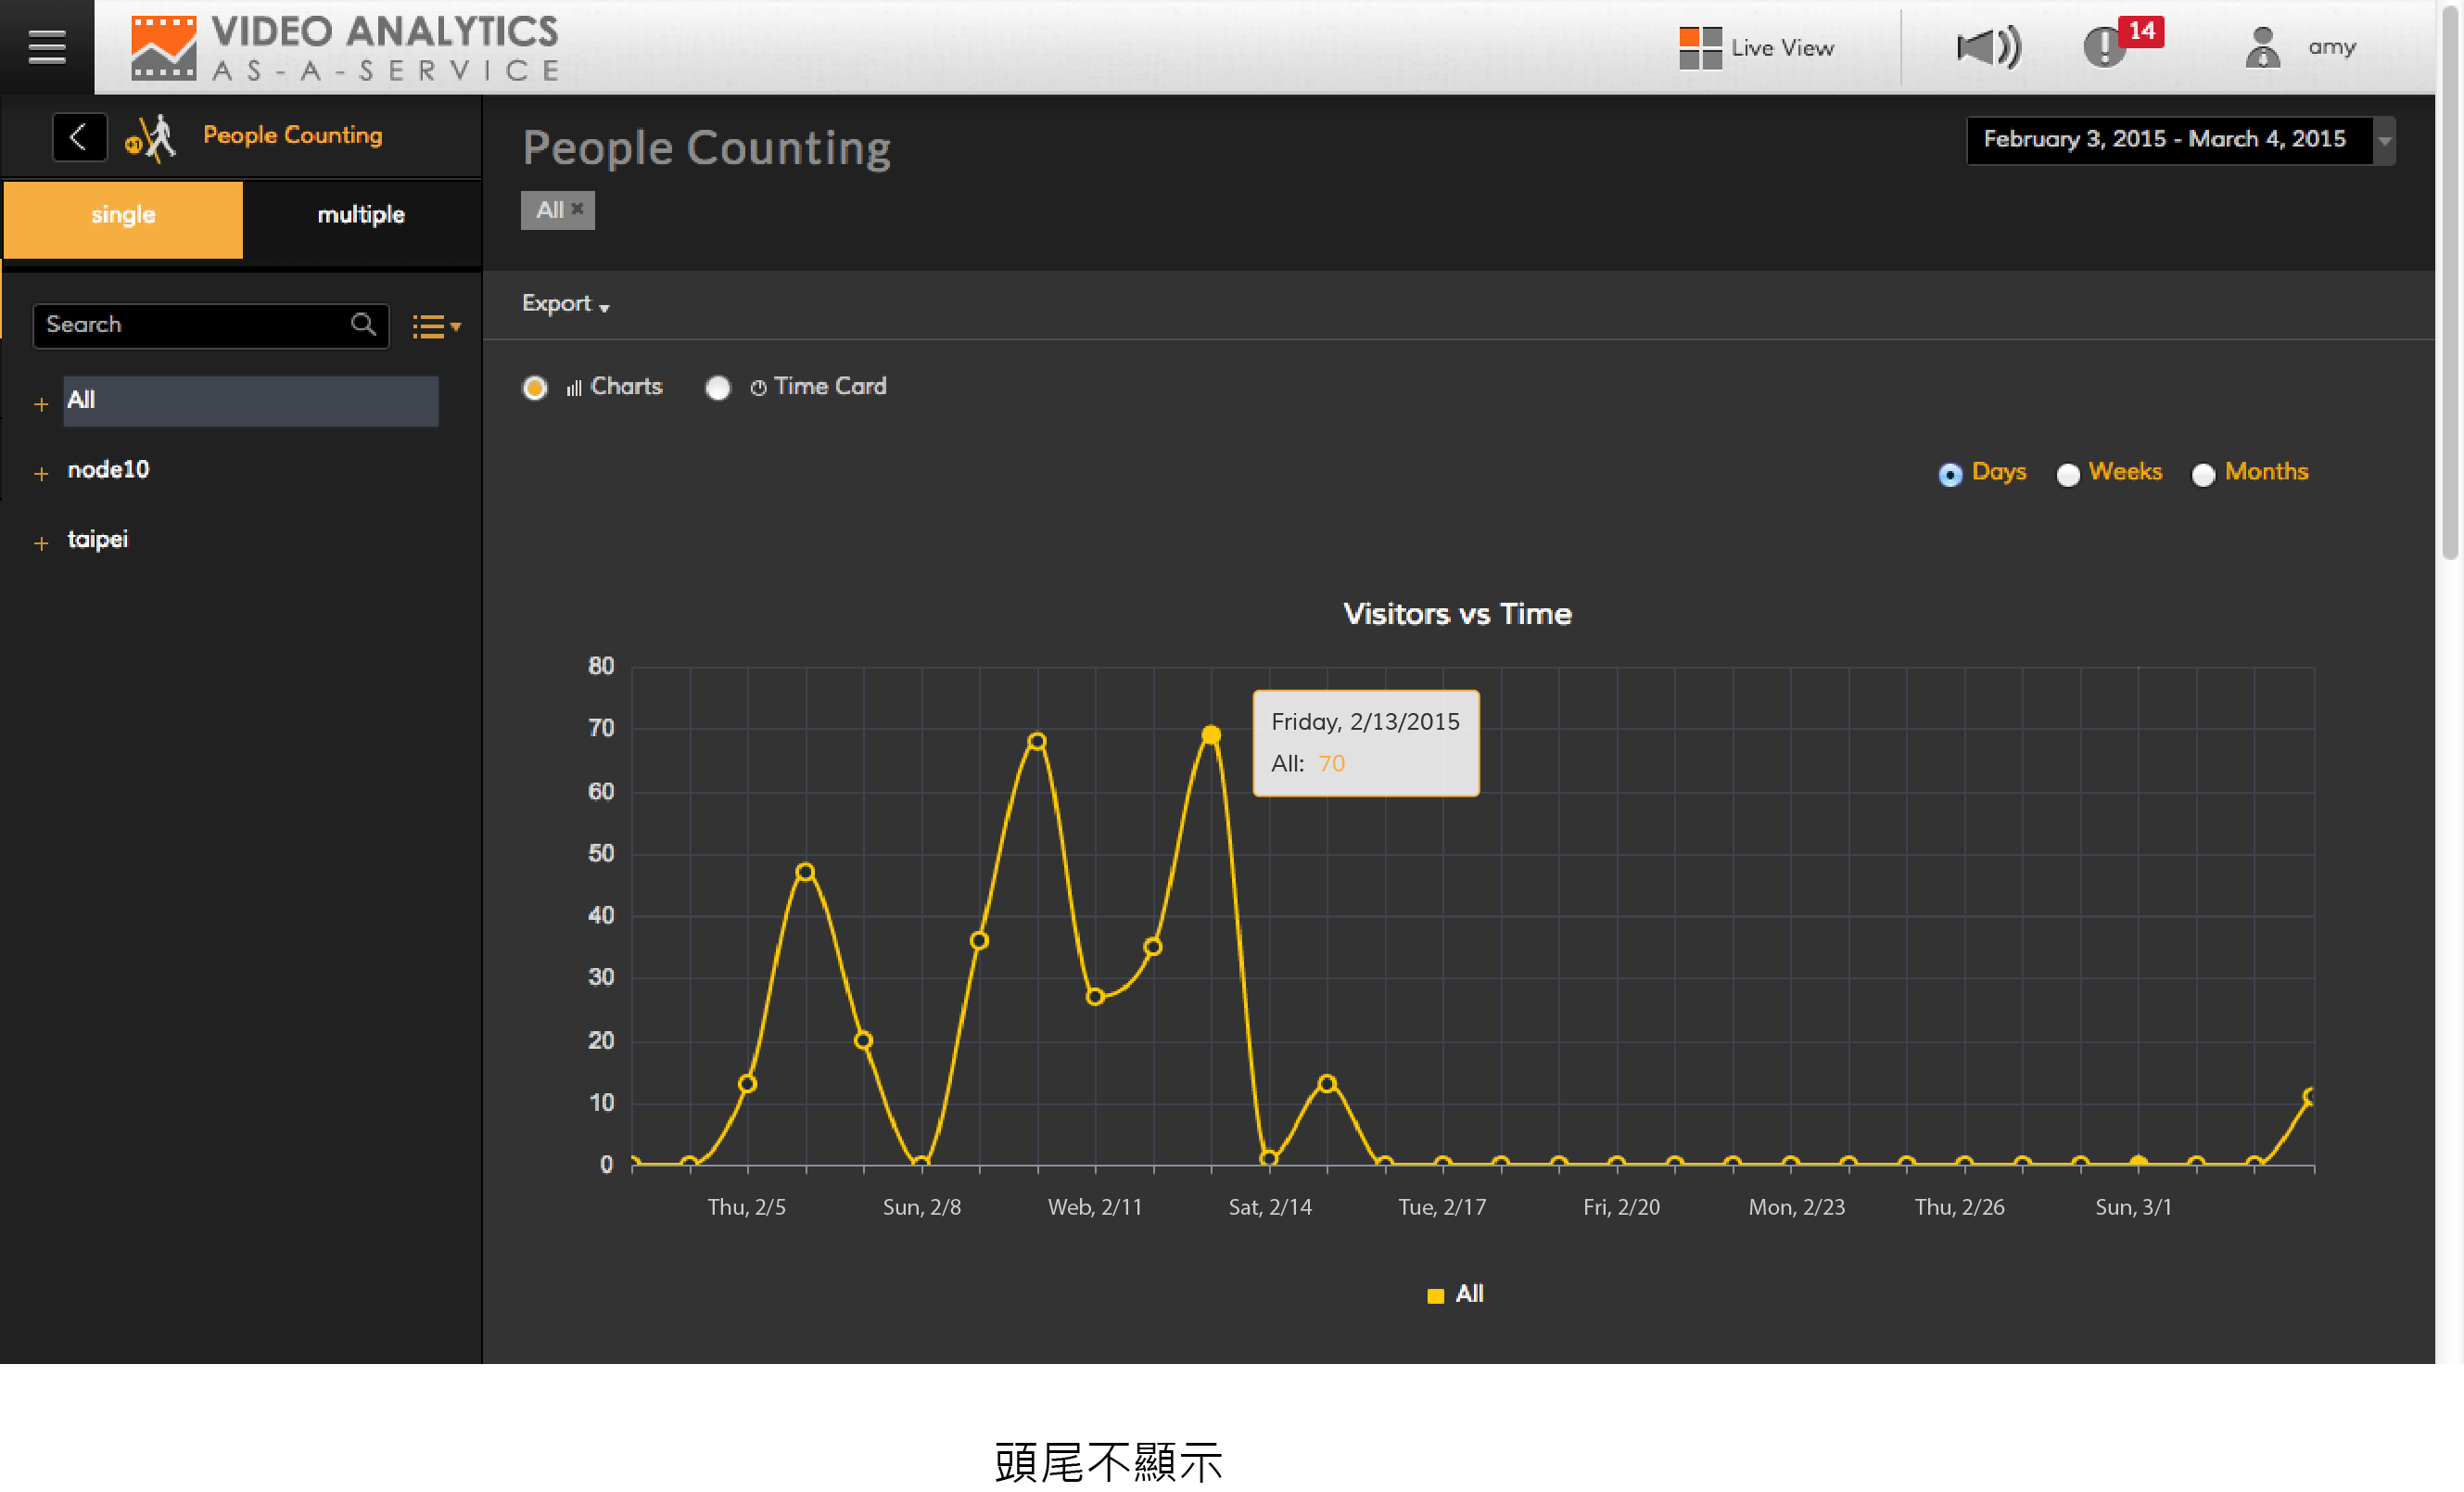 VIDEO ANALYTICS
AS-A-SERVICE
Live View
14
amy
+1 People Counting
single multiple
Search
+ All
+ node10
+ taipei
People Counting
February 3, 2015 - March 4, 2015
All ×
Export
Charts Time Card
Days Weeks Months
Visitors vs Time
80
70
60
50
40
30
20
10
0
Friday, 2/13/2015
All: 70
Thu, 2/5 Sun, 2/8 Web, 2/11 Sat, 2/14 Tue, 2/17 Fri, 2/20 Mon, 2/23 Thu, 2/26 Sun, 3/1
All
頭尾不顯示